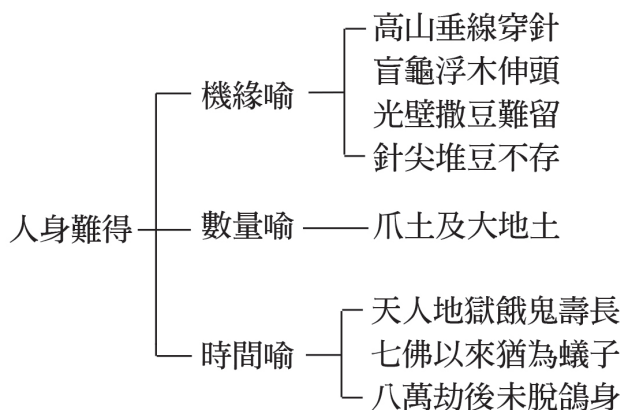 人身難得
機緣喻
高山垂線穿針
盲龜浮木伸頭
光壁撒豆難留
針尖堆豆不存
數量喻
爪土及大地土
時間喻
天人地獄餓鬼壽長
七佛以來猶為蟻子
八萬劫後未脫鴿身